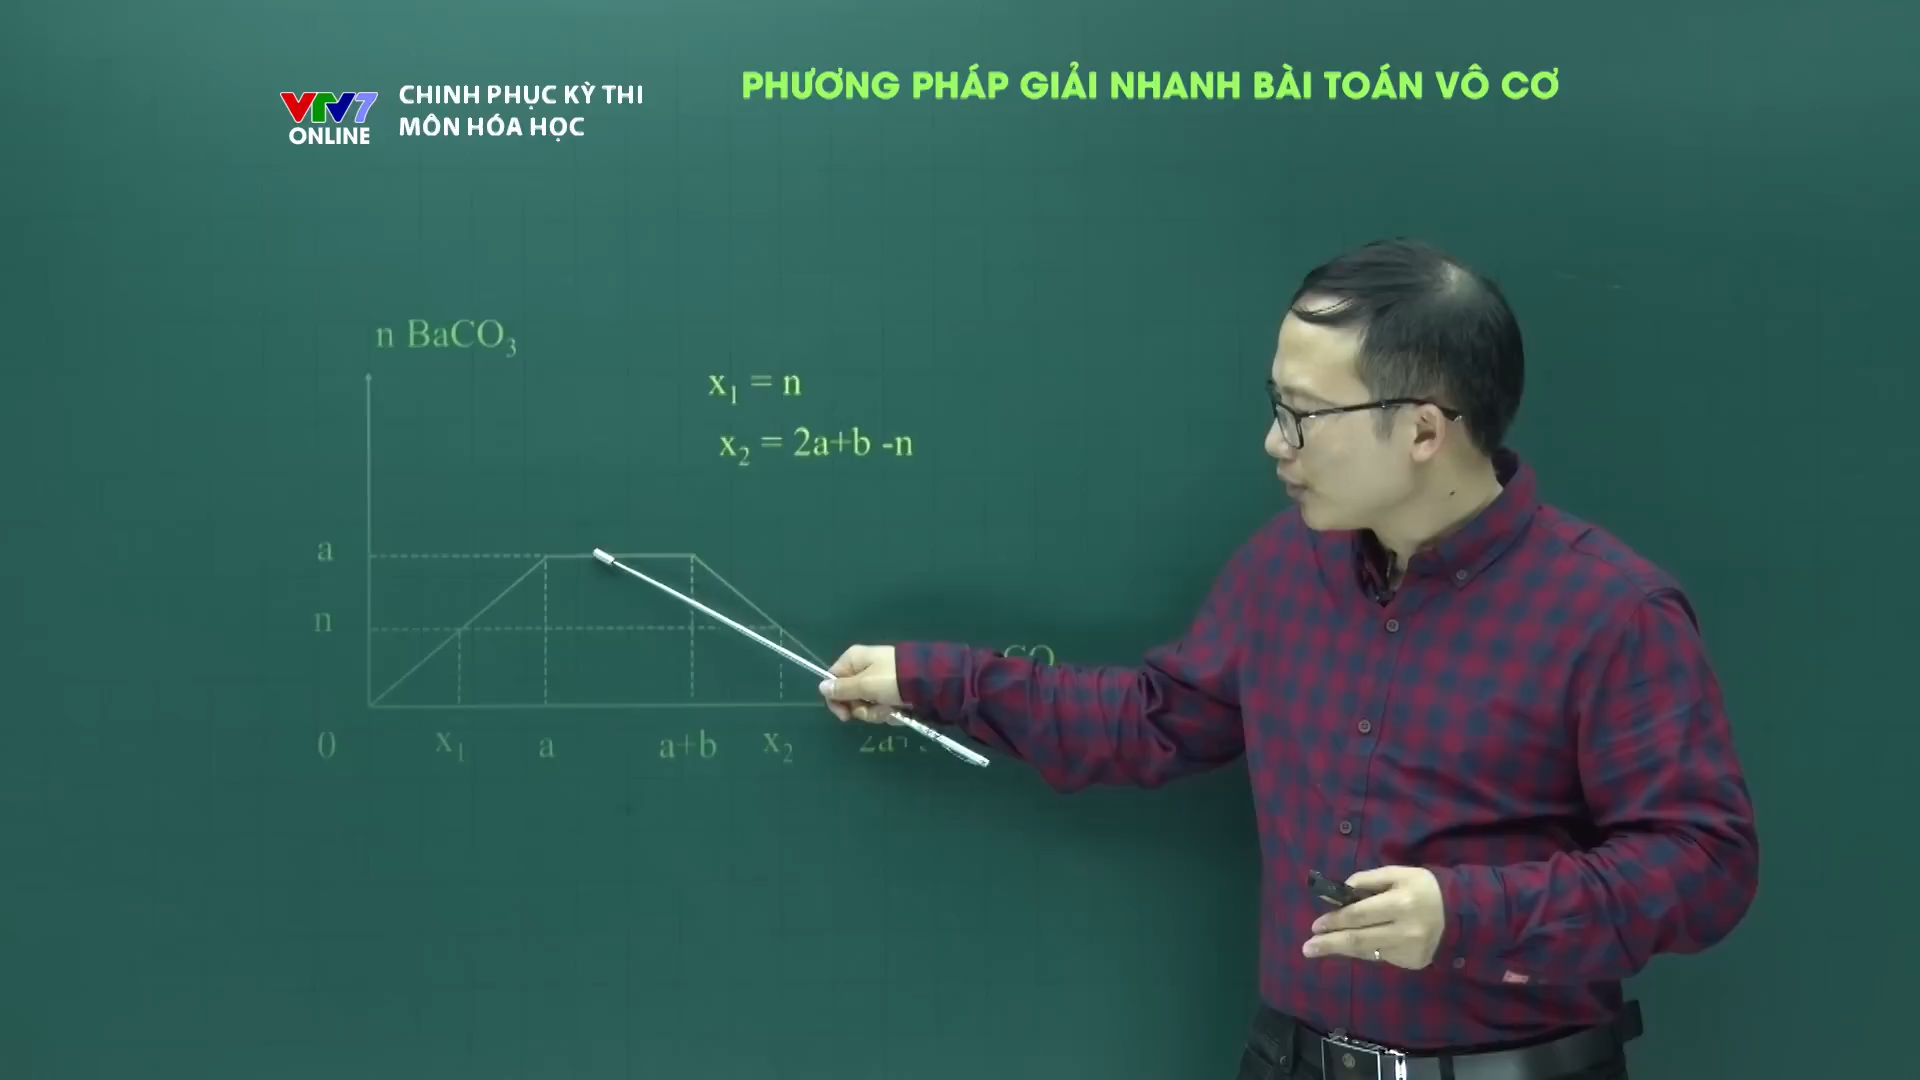 PHƯƠNG PHÁP GIẢI NHANH BÀI TOÁN VÔ CƠ
VTV7
ONLINE
CHINH PHỤC KỲ THI
MÔN HÓA HỌC
n BaCO₃
x₁ = n
x₂ = 2a+b -n
a
n
0
x₁
a
a+b
x₂